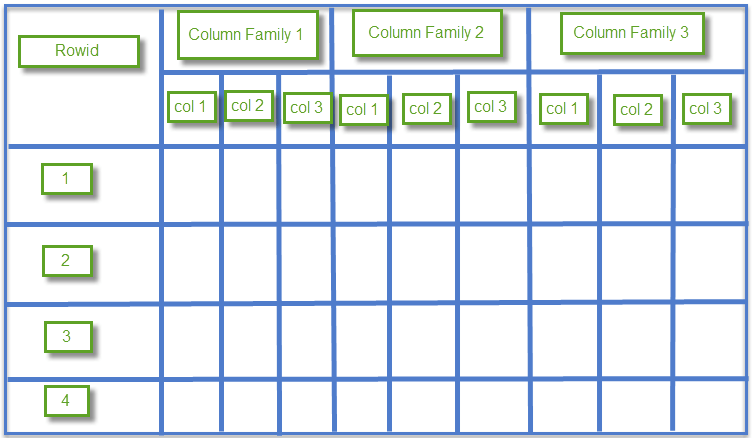 Rowid
Column Family 1
Column Family 2
Column Family 3
col 1
col 2
col 3
col 1
col 2
col 3
col 1
col 2
col 3
1
2
3
4